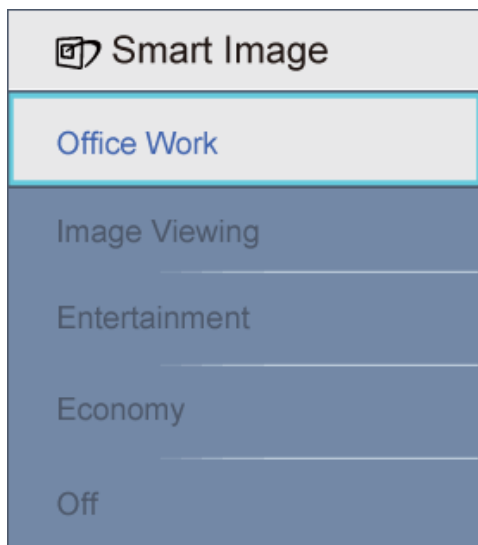 Smart Image
Office Work
Image Viewing
Entertainment
Economy
Off